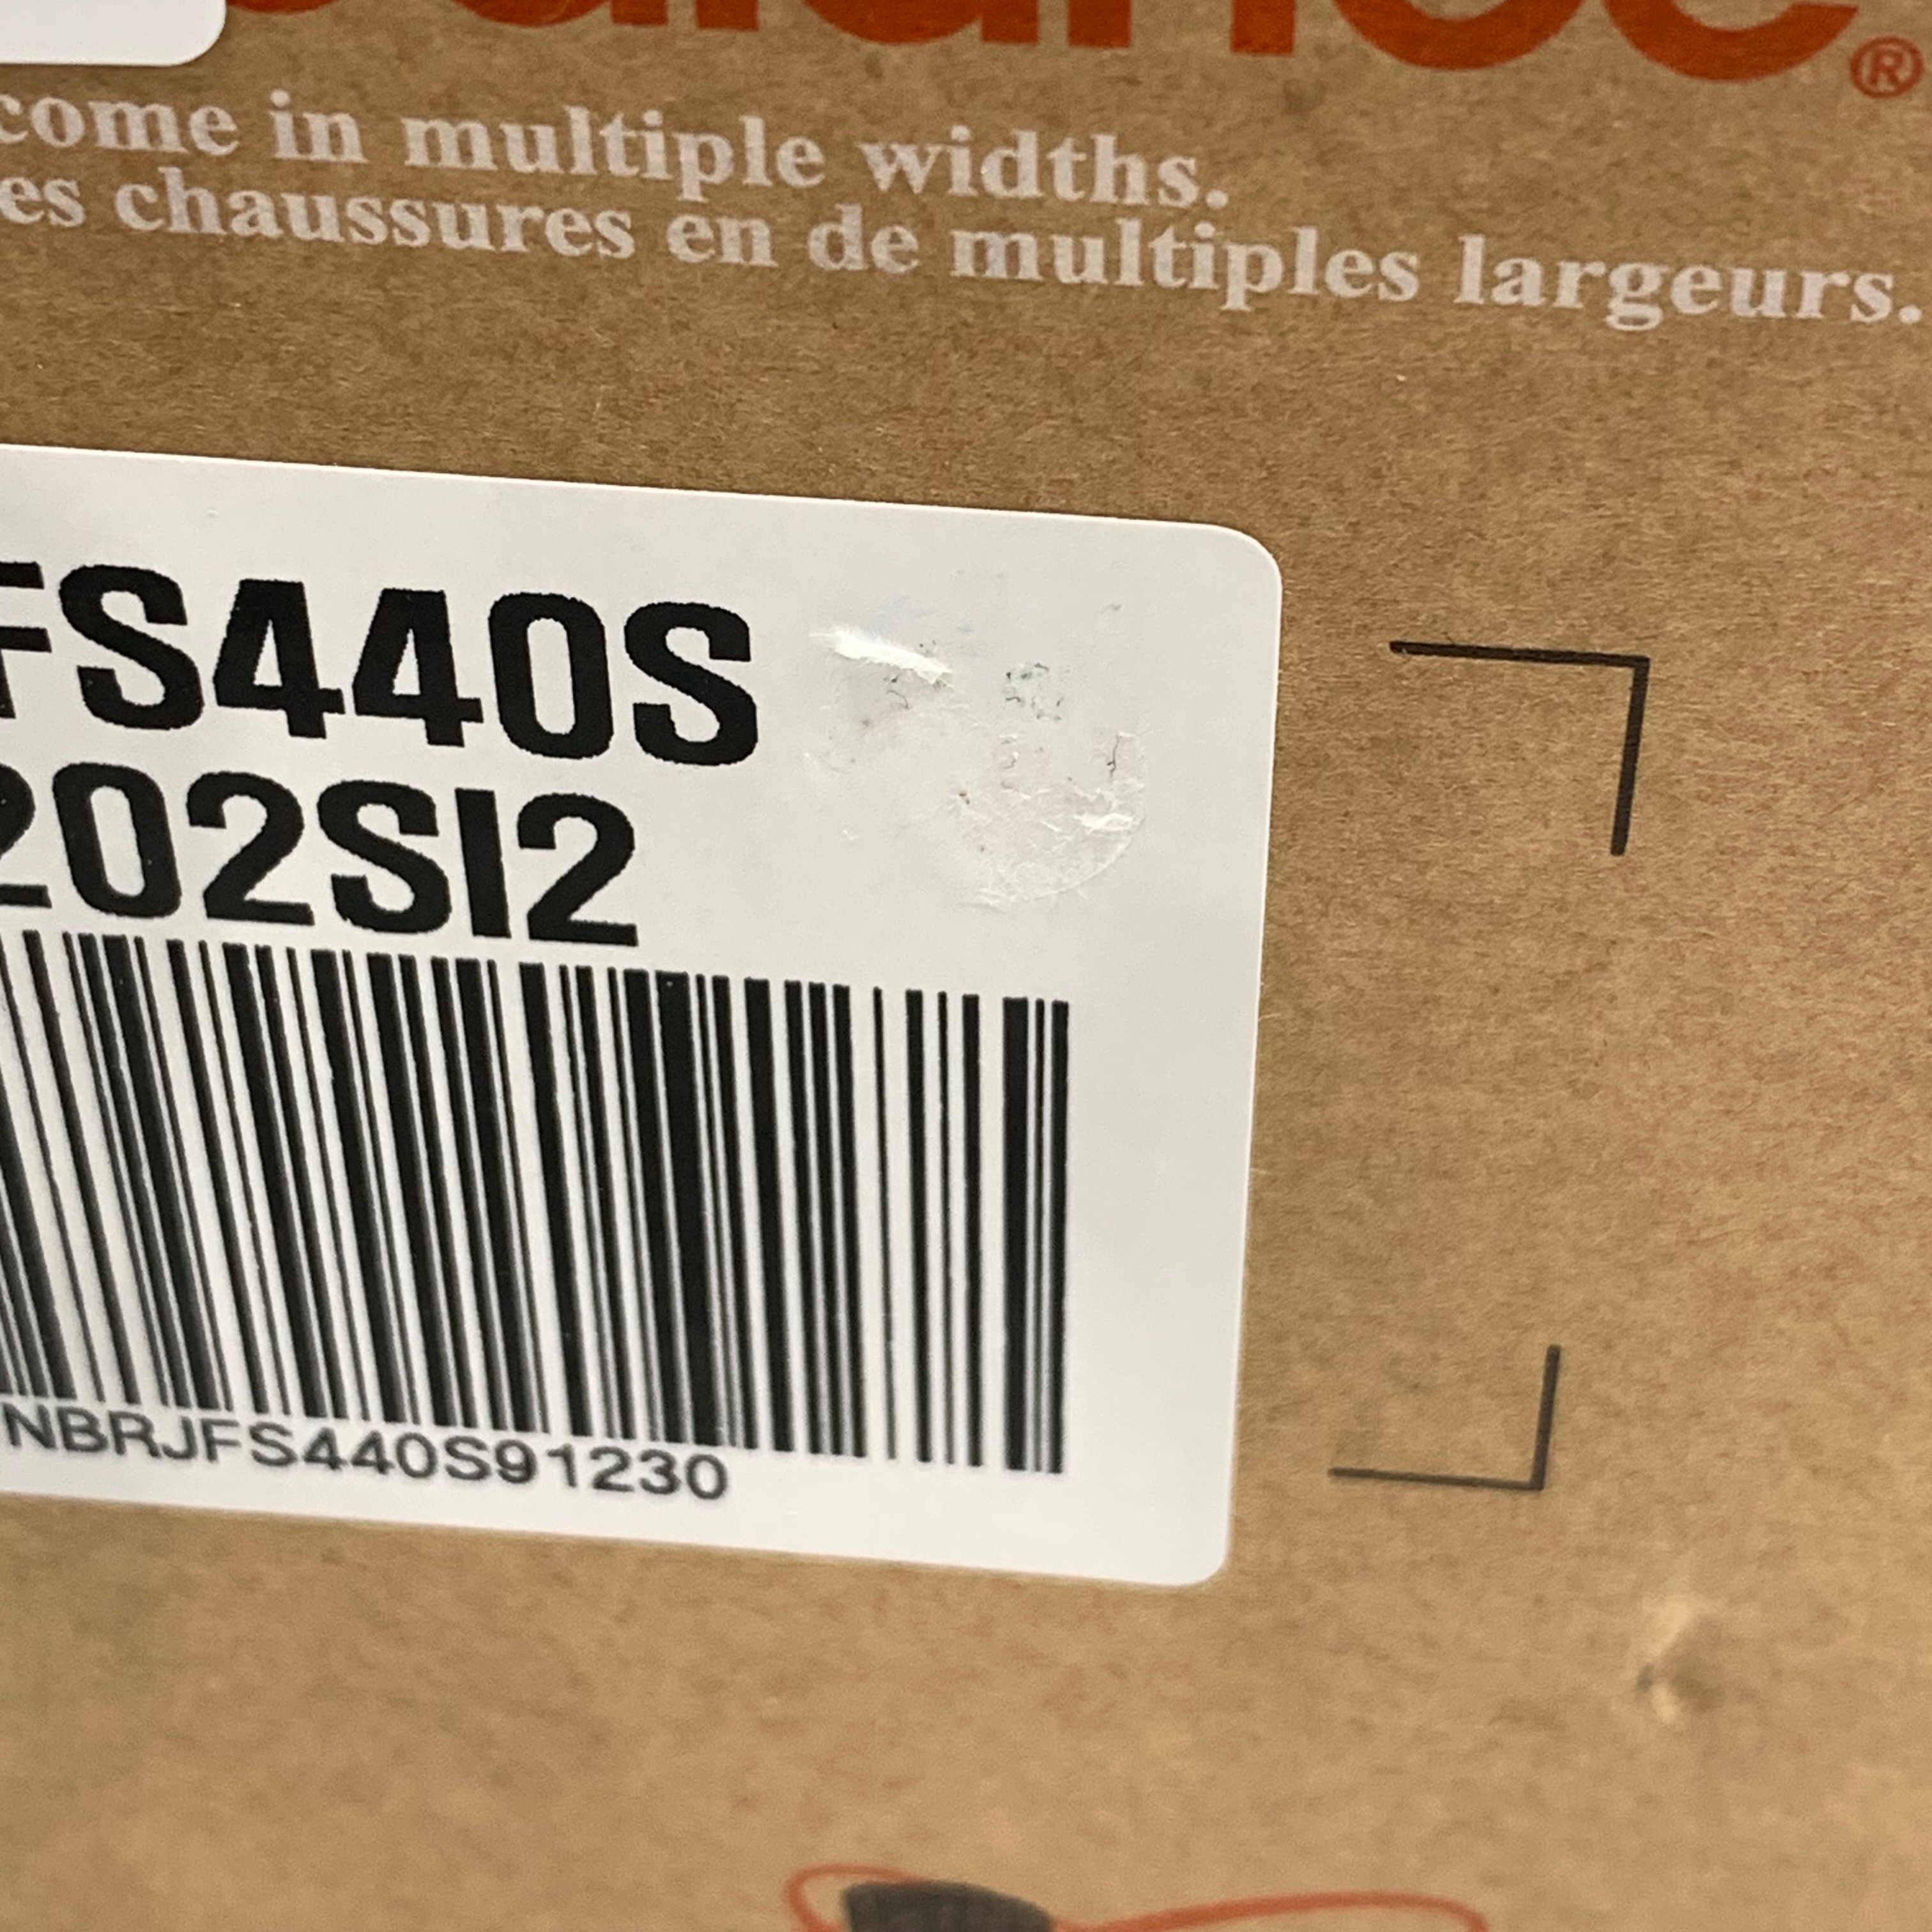 ®
come in multiple widths.
es chaussures en de multiples largeurs.
FS440S
202SI2
NBRJFS440S91230